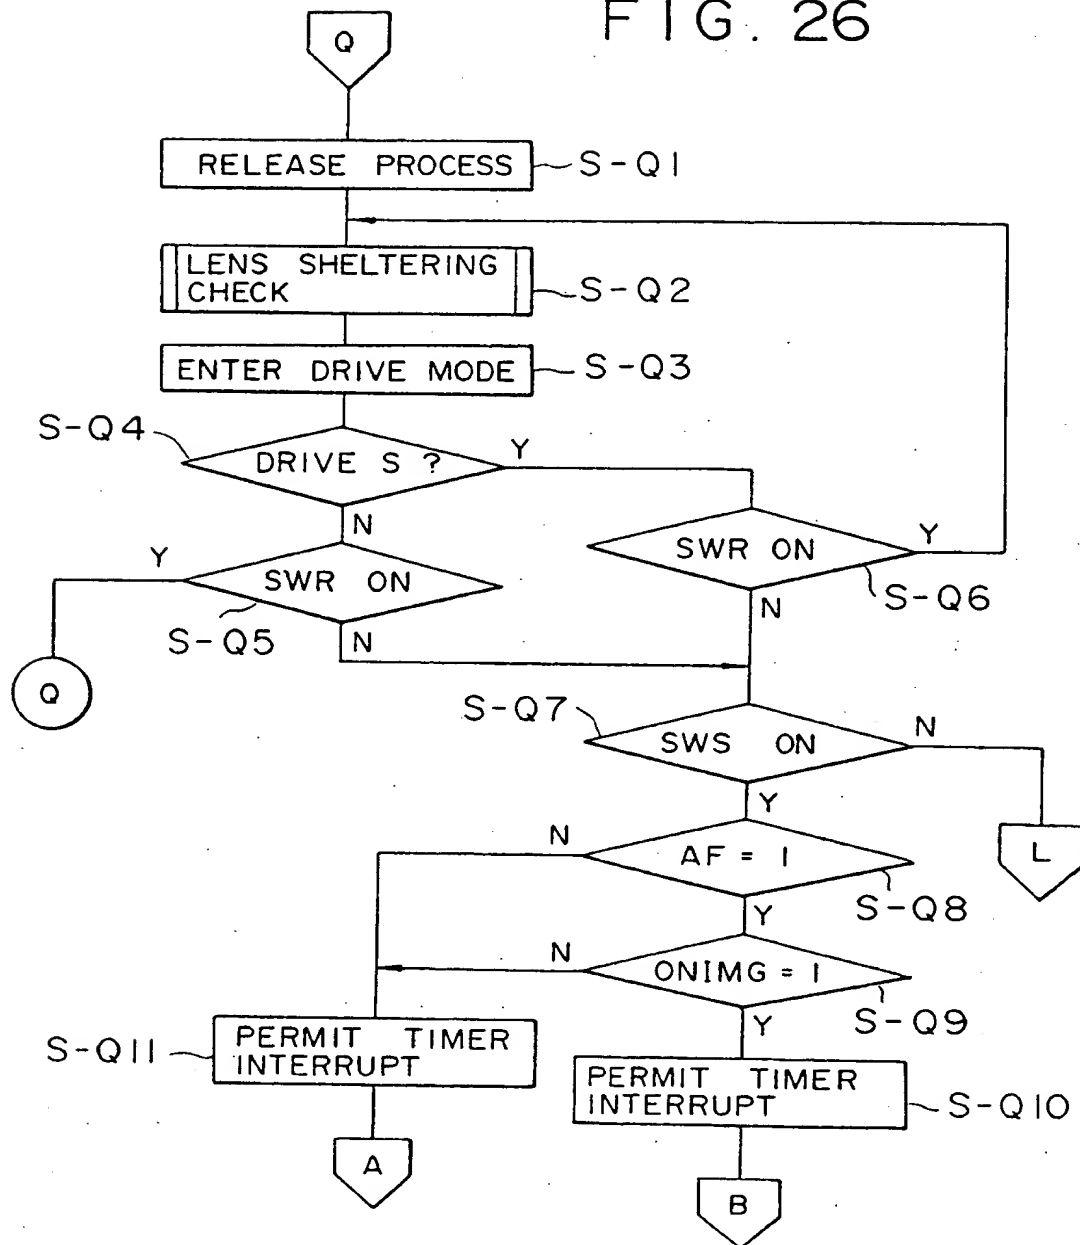 FIG. 26
Q
RELEASE PROCESS
S-Q1
LENS SHELTERING
CHECK
S-Q2
ENTER DRIVE MODE
S-Q3
S-Q4
DRIVE S ?
Y
N
SWR ON
Y
S-Q6
N
Y
SWR ON
S-Q5
N
Q
S-Q7
SWS ON
N
L
Y
N
AF = 1
S-Q8
Y
N
ONIMG = 1
S-Q9
Y
S-Q11
PERMIT TIMER
INTERRUPT
PERMIT TIMER
INTERRUPT
S-Q10
A
B